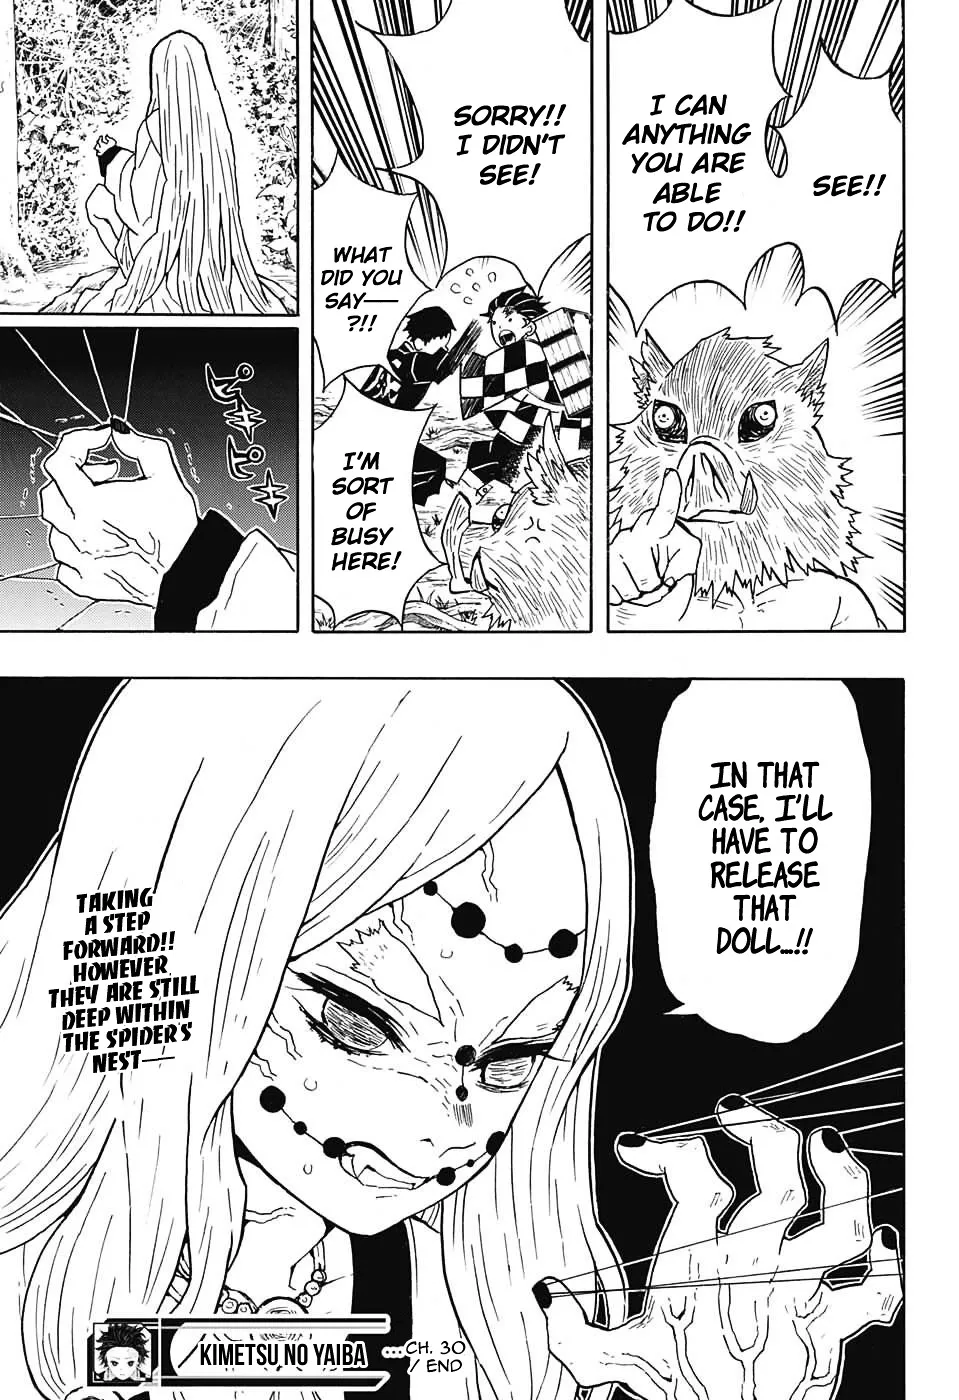 SEE!!
I CAN
ANYTHING
YOU ARE
ABLE
TO DO!!
SORRY!!
I DIDN'T
SEE!
WHAT
DID YOU
SAY—
?!!
I'M
SORT
OF
BUSY
HERE!
ピキ
ピキ
IN THAT
CASE, I'LL
HAVE TO
RELEASE
THAT
DOLL...!!
TAKING
A STEP
FORWARD!!
HOWEVER,
THEY ARE STILL
DEEP WITHIN
THE SPIDER'S
NEST—
KIMETSU NO YAIBA
...CH. 30
/ END